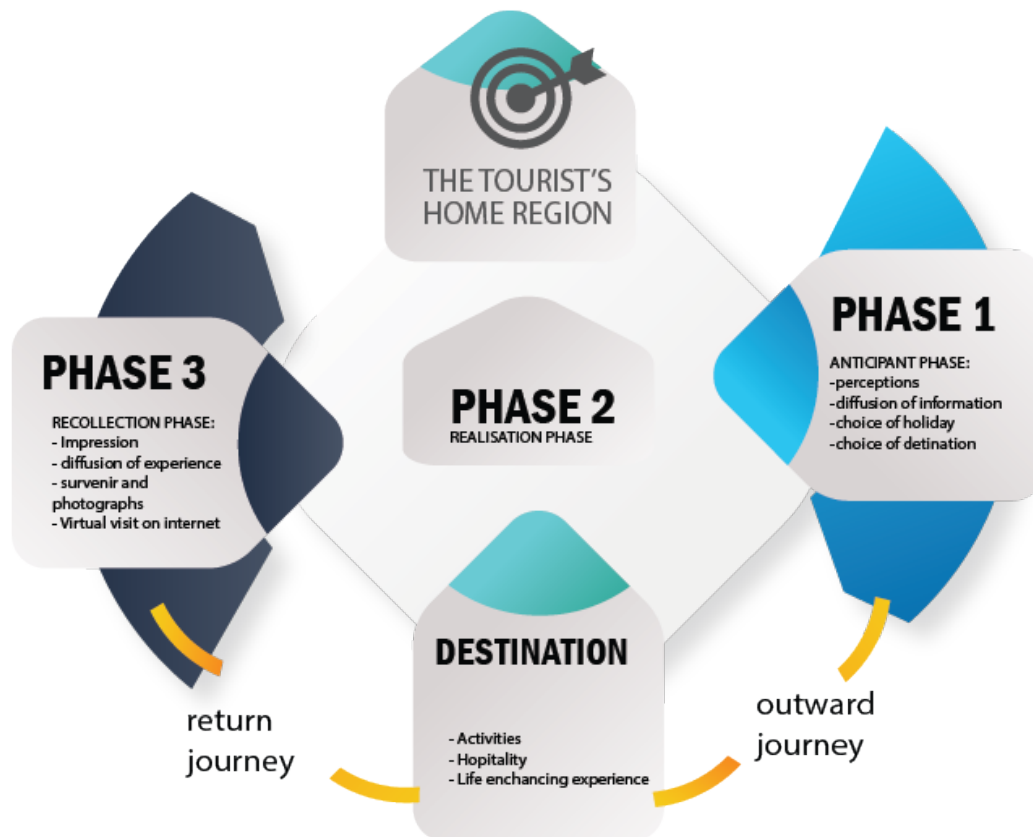 THE TOURIST'S
HOME REGION
PHASE 1
ANTICIPANT PHASE:
-perceptions
-diffusion of information
-choice of holiday
-choice of detination
PHASE 2
REALISATION PHASE
PHASE 3
RECOLLECTION PHASE:
- Impression
- diffusion of experience
- survenir and
photographs
- Virtual visit on internet
DESTINATION
- Activities
- Hopitality
- Life enchancing experience
outward
journey
return
journey